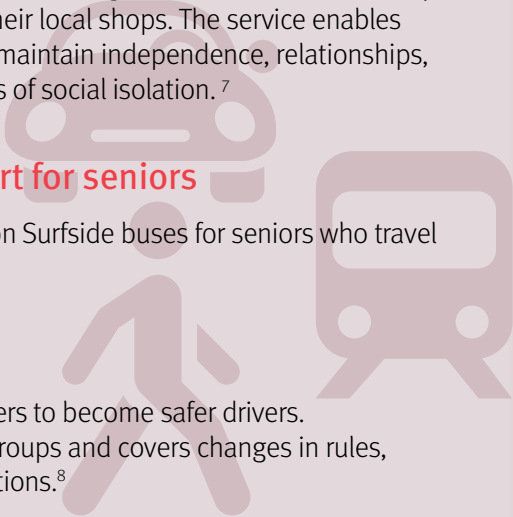 heir local shops. The service enables
maintain independence, relationships,
s of social isolation. 7
rt for seniors
on Surfside buses for seniors who travel
ers to become safer drivers.
roups and covers changes in rules,
tions.8